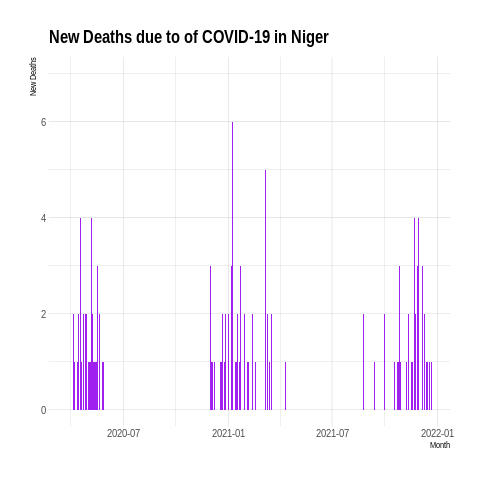 New Deaths due to of COVID-19 in Niger
New Deaths
6
4
2
0
2020-07 2021-01 2021-07 2022-01
Month